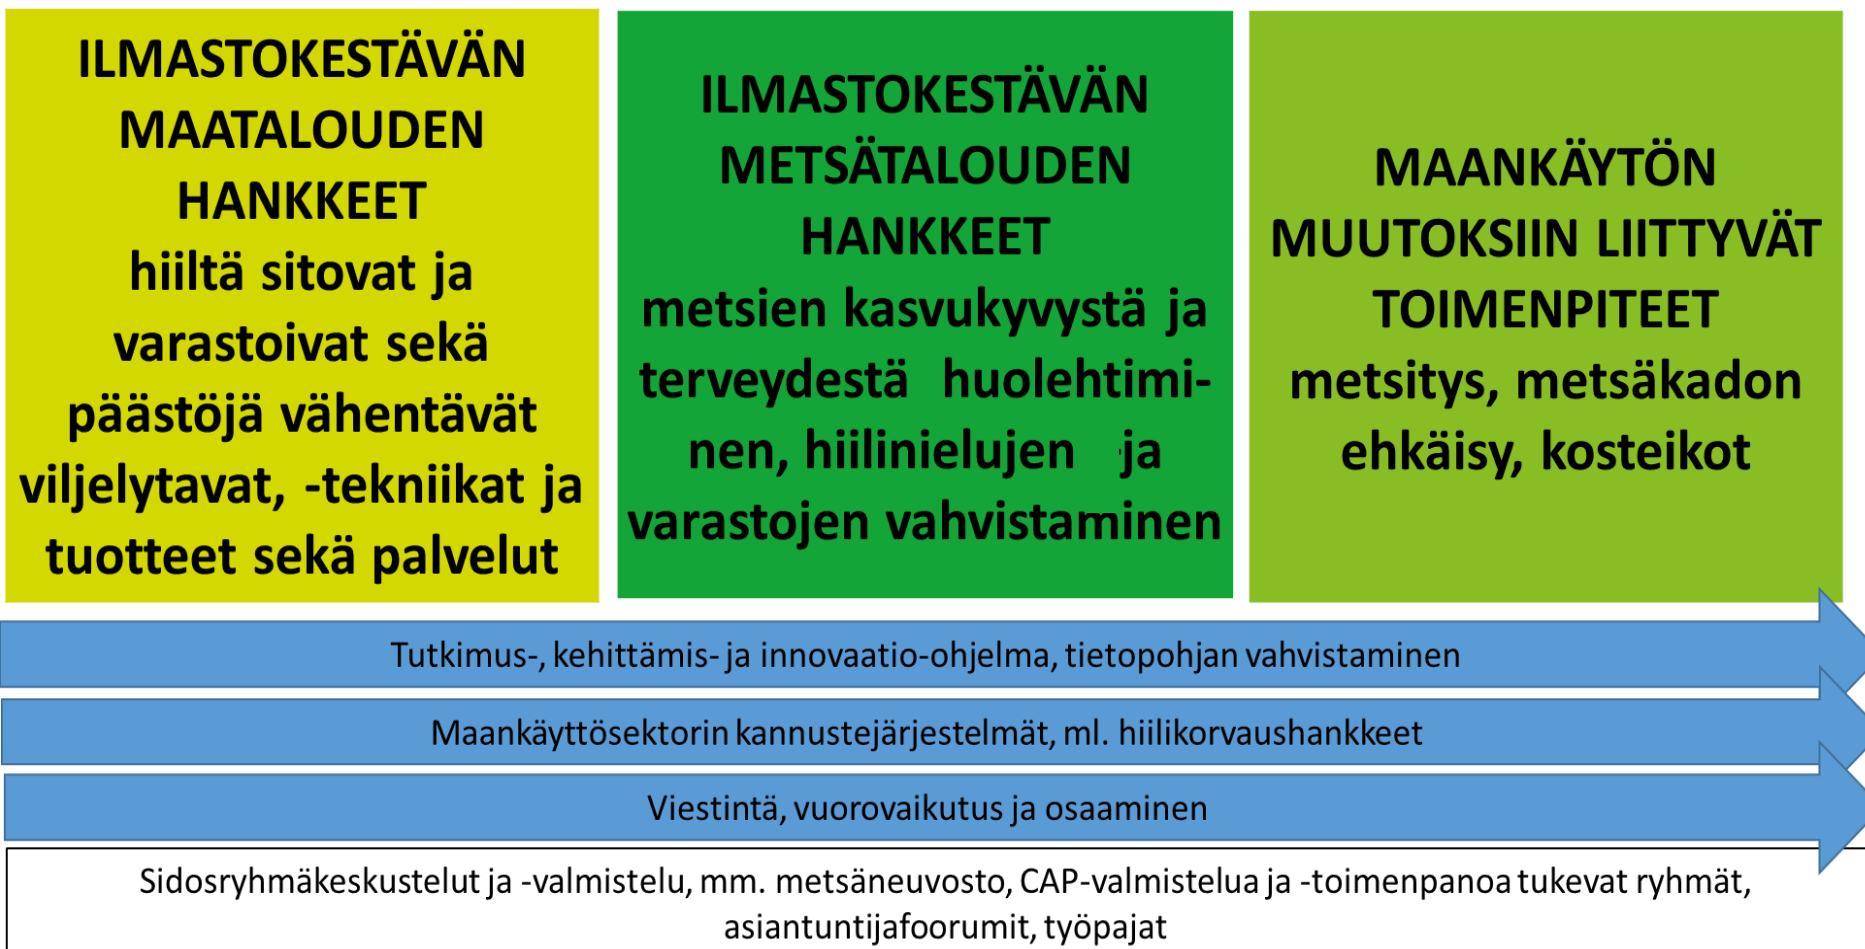 ILMASTOKESTÄVÄN
MAATALOUDEN
HANKKEET
hiiltä sitovat ja
varastoivat sekä
päästöjä vähentävät
viljelytavat, -tekniikat ja
tuotteet sekä palvelut
ILMASTOKESTÄVÄN
METSÄTALOUDEN
HANKKEET
metsien kasvukyvystä ja
terveydestä huolehtimi-
nen, hiilinielujen -ja
varastojen vahvistaminen
MAANKÄYTÖN
MUUTOKSIIN LIITTYVÄT
TOIMENPITEET
metsitys, metsäkadon
ehkäisy, kosteikot
Tutkimus-, kehittämis- ja innovaatio-ohjelma, tietopohjan vahvistaminen
Maankäyttösektorin kannustejärjestelmät, ml. hiilikorvaushankkeet
Viestintä, vuorovaikutus ja osaaminen
Sidosryhmäkeskustelut ja -valmistelu, mm. metsäneuvosto, CAP-valmistelua ja -toimenpanoa tukevat ryhmät,
asiantuntijafoorumit, työpajat